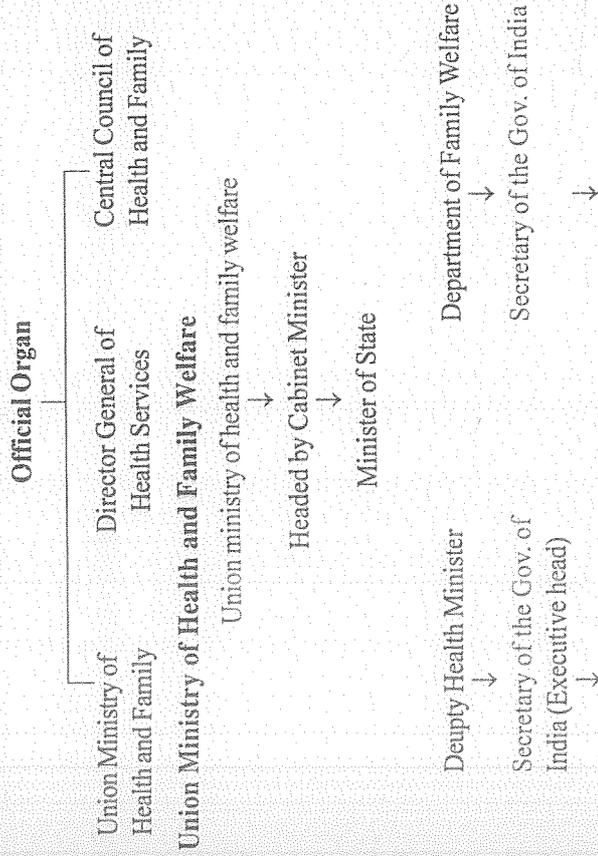 Official Organ
Union Ministry of
Health and Family
Director General of
Health Services
Central Council of
Health and Family
Union Ministry of Health and Family Welfare
Union ministry of health and family welfare
↓
Headed by Cabinet Minister
↓
Minister of State
Deupty Health Minister
↓
Secretary of the Gov. of
India (Executive head)
↓
Department of Family Welfare
↓
Secretary of the Gov. of India
↓